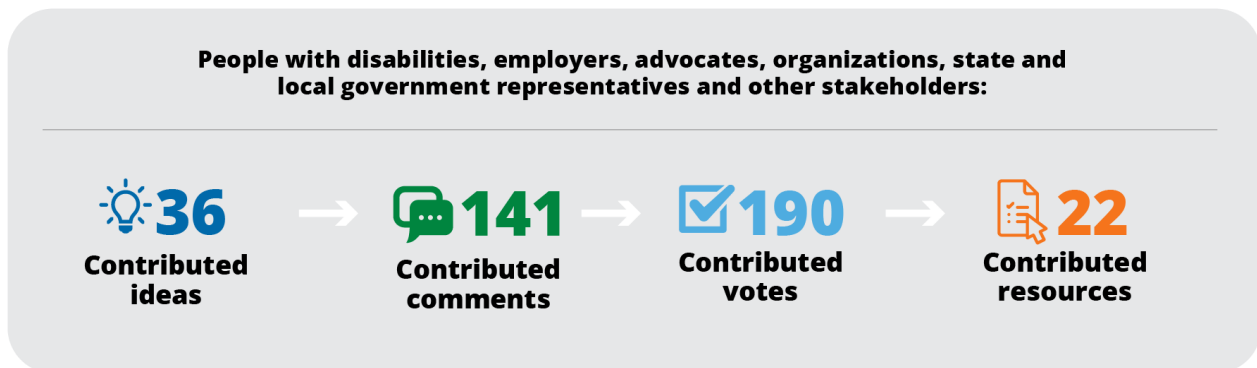 People with disabilities, employers, advocates, organizations, state and
local government representatives and other stakeholders:
36
Contributed
ideas
141
Contributed
comments
190
Contributed
votes
22
Contributed
resources